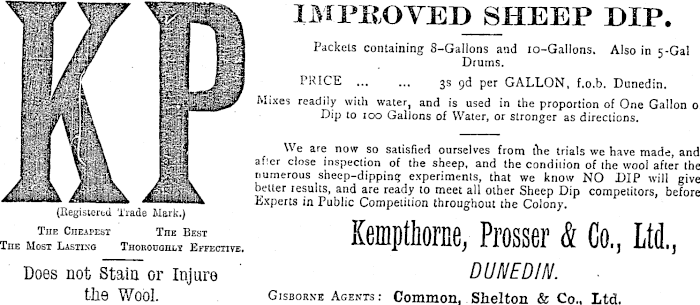 KP
(Registered Trade Mark.)
THE CHEAPEST THE BEST
THE MOST LASTING THOROUGHLY EFFECTIVE.
Does not Stain or Injure
the Wool.
IMPROVED SHEEP DIP.
Packets containing 8-Gallons and 10-Gallons. Also in 5-Gal
Drums.
PRICE ... ... 3s 9d per GALLON, f.o.b. Dunedin.
Mixes readily with water, and is used in the proportion of One Gallon o
Dip to 100 Gallons of Water, or stronger as directions.
We are now so satisfied ourselves from the trials we have made, and
after close inspection of the sheep, and the condition of the wool after the
numerous sheep-dipping experiments, that we know NO DIP will give
better results, and are ready to meet all other Sheep Dip competitors, before
Experts in Public Competition throughout the Colony.
Kempthorne, Prosser & Co., Ltd.,
DUNEDIN.
GISBORNE AGENTS: Common, Shelton & Co., Ltd.